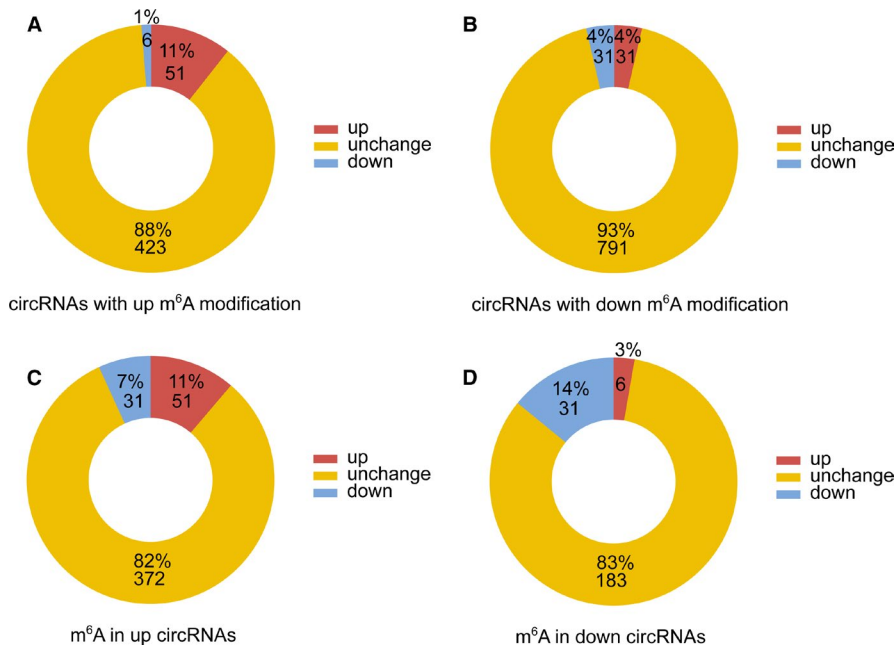 A
1%
6
11%
51
88%
423
up
unchange
down
circRNAs with up m⁶A modification
B
4% 4%
31 31
93%
791
up
unchange
down
circRNAs with down m⁶A modification
C
7%
31
11%
51
82%
372
up
unchange
down
m⁶A in up circRNAs
D
3%
6
14%
31
83%
183
up
unchange
down
m⁶A in down circRNAs